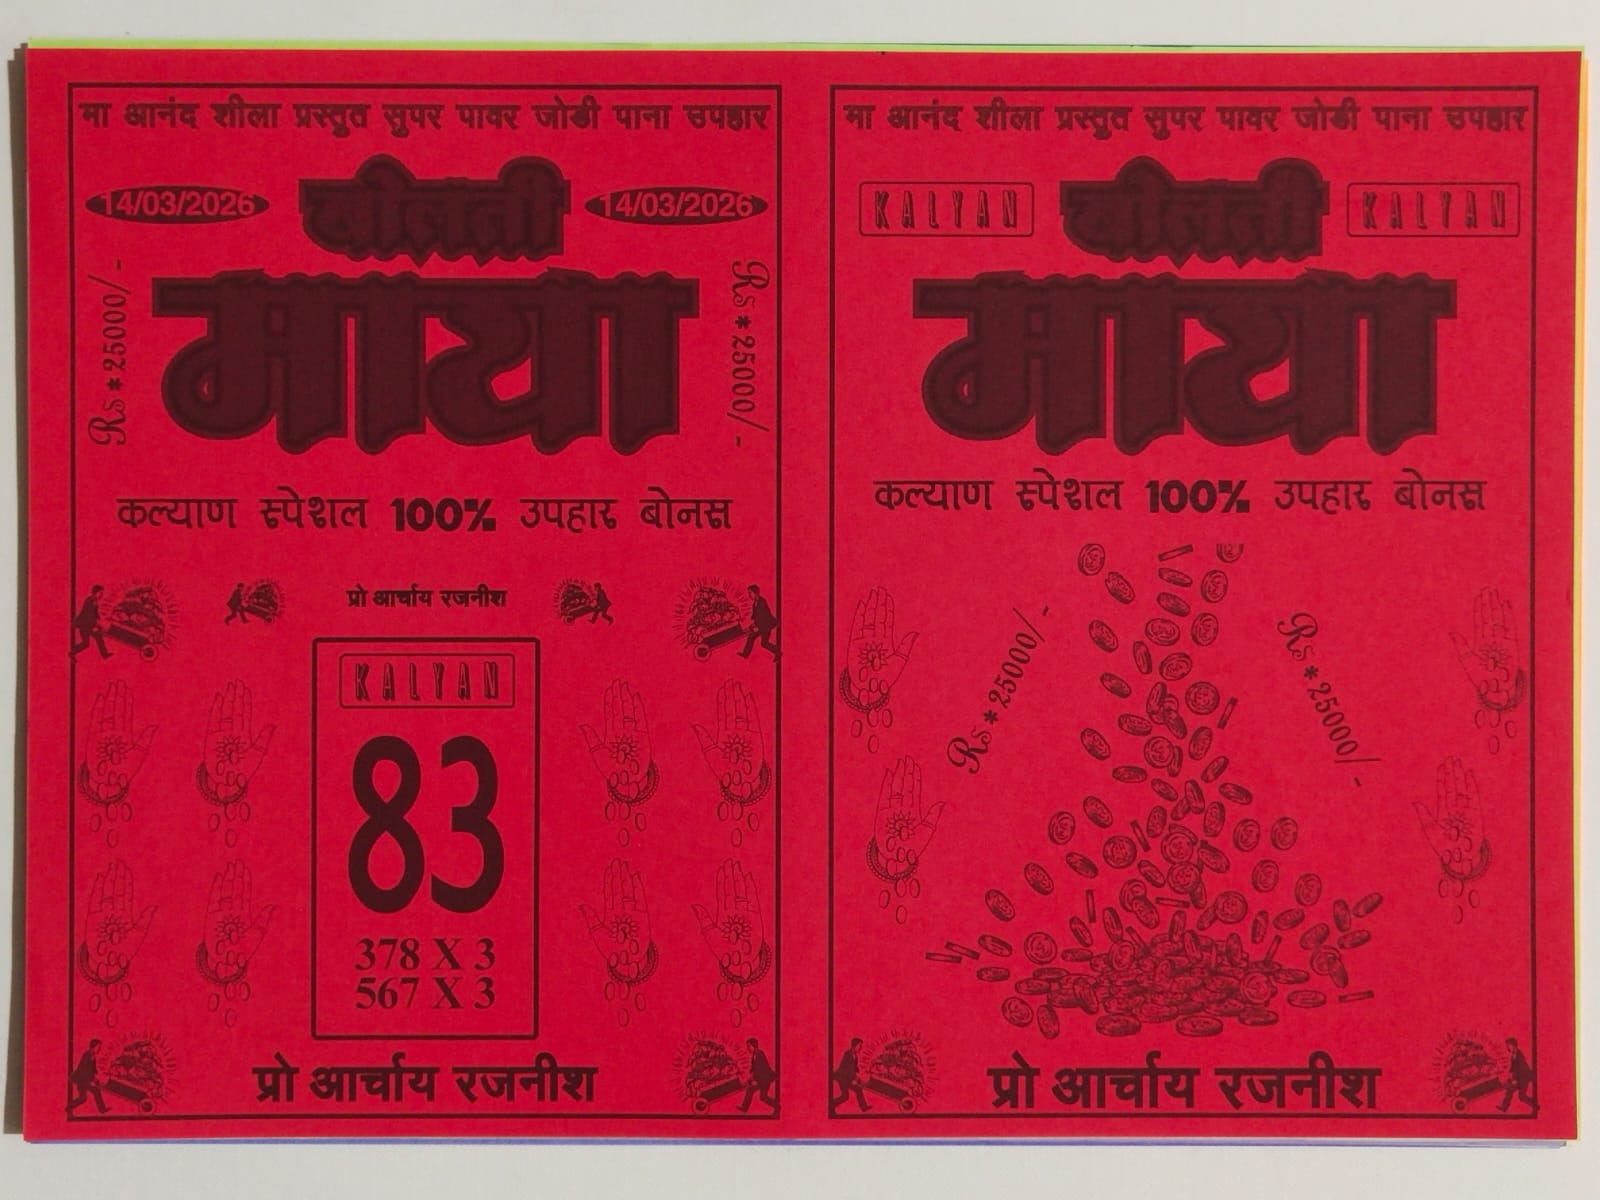 मा आनंद शीला प्रस्तुत सुपर पावर जोडी पाना उपहार
14/03/2026
बोलती
14/03/2026
माया
Rs * 25000/-
Rs * 25000/-
कल्याण स्पेशल 100% उपहार बोनस
प्रो आर्चाय रजनीश
KALYAN
83
378 X 3
567 X 3
प्रो आर्चाय रजनीश
मा आनंद शीला प्रस्तुत सुपर पावर जोडी पाना उपहार
KALYAN
बोलती
KALYAN
माया
कल्याण स्पेशल 100% उपहार बोनस
Rs * 25000/-
Rs * 25000/-
प्रो आर्चाय रजनीश